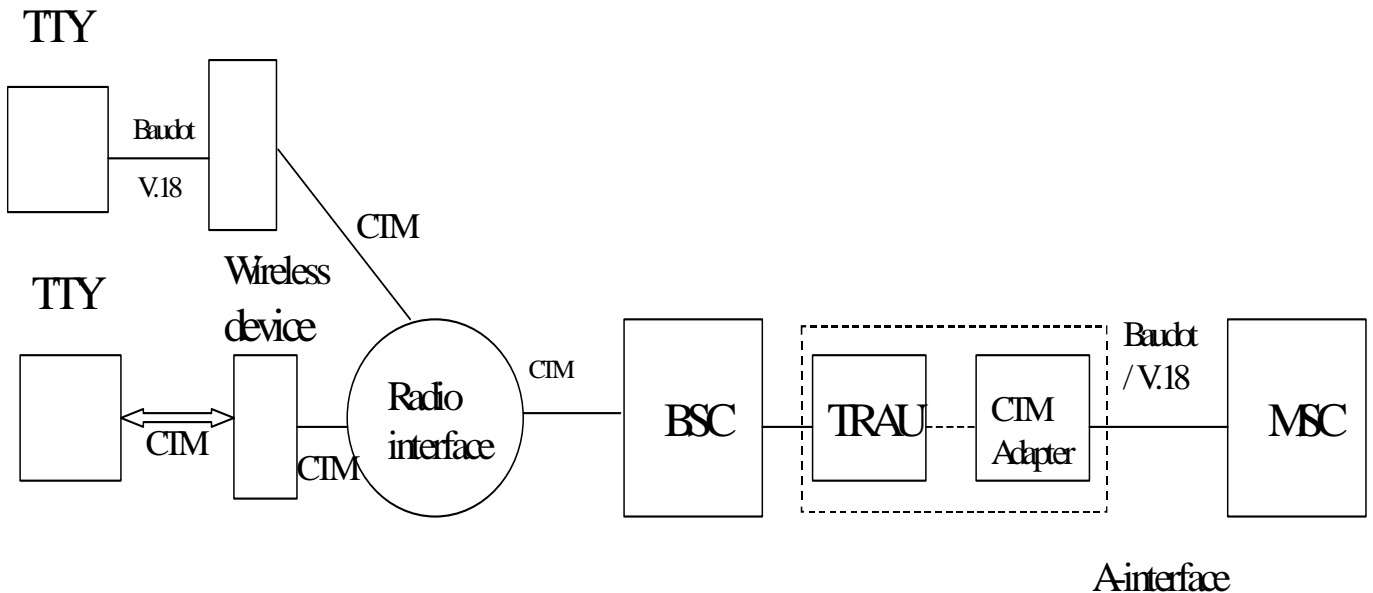 TTY
Baudot
V.18
CTM
Wireless
device
TTY
CTM
CTM
Radio
interface
CTM
BSC
TRAU
CTM
Adapter
Baudot
/ V.18
MSC
A-interface